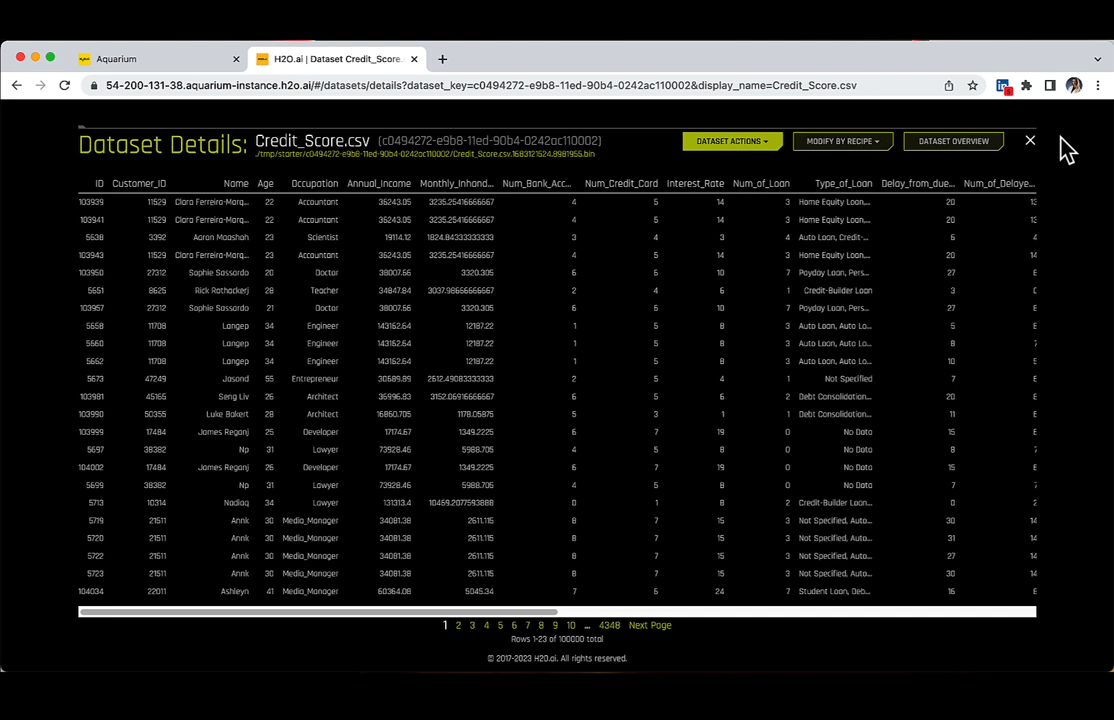 Aquarium
H2O.ai | Dataset Credit_Score.
54-200-131-38.aquarium-instance.h2o.ai/#/datasets/details?dataset_key=c0494272-e9b8-11ed-90b4-0242ac110002&display_name=Credit_Score.csv
Dataset Details: Credit_Score.csv (c0494272-e9b8-11ed-90b4-0242ac110002)
./tmp/starter/c0494272-e9b8-11ed-90b4-0242ac110002/Credit_Score.csv.1683121524.8981955.bin
DATASET ACTIONS MODIFY BY RECIPE DATASET OVERVIEW
ID Customer_ID Name Age Occupation Annual_Income Monthly_Inhand... Num_Bank_Acc... Num_Credit_Card Interest_Rate Num_of_Loan Type_of_Loan Delay_from_due... Num_of_Delaye...
103939 11529 Clara Ferreira-Marq... 22 Accountant 36243.05 3235.25416666667 4 5 14 3 Home Equity Loan,... 20 13
103941 11529 Clara Ferreira-Marq... 22 Accountant 36243.05 3235.25416666667 4 5 14 3 Home Equity Loan,... 20
5638 3392 Aaron Maashoh 23 Scientist 19114.12 1824.84333333333 3 4 3 4 Auto Loan, Credit-... 6 4
103943 11529 Clara Ferreira-Marq... 23 Accountant 36243.05 3235.25416666667 4 5 14 3 Home Equity Loan,... 20 14
103950 27312 Sophie Sassardo 20 Doctor 38007.66 3320.305 6 6 10 7 Payday Loan, Pers... 27
5651 8625 Rick Rothackerj 28 Teacher 34847.84 3037.98666666667 2 4 6 1 Credit-Builder Loan 3
103957 27312 Sophie Sassardo 21 Doctor 38007.66 3320.305 6 5 10 7 Payday Loan, Pers... 27
5658 11708 Langep 34 Engineer 143162.64 12187.22 1 5 8 3 Auto Loan, Auto Lo... 5
5660 11708 Langep 34 Engineer 143162.64 12187.22 1 5 8 3 Auto Loan, Auto Lo... 8
5662 11708 Langep 34 Engineer 143162.64 12187.22 1 5 8 3 Auto Loan, Auto Lo... 10
5673 47249 Jasond 55 Entrepreneur 30689.89 2612.49083333333 2 5 4 1 Not Specified 7
103981 45165 Seng Liv 26 Architect 36996.83 3152.06916666667 6 5 6 2 Debt Consolidation... 20
103990 50355 Luke Bakert 28 Architect 16860.705 1178.05875 5 3 1 1 Debt Consolidation... 11
103999 17484 James Reganj 25 Developer 17174.67 1349.2225 6 7 19 0 No Data 15
5697 38382 Np 31 Lawyer 73928.46 5988.705 4 5 8 0 No Data 8
104002 17484 James Reganj 26 Developer 17174.67 1349.2225 6 7 19 0 No Data 15
5699 38382 Np 31 Lawyer 73928.46 5988.705 4 5 8 0 No Data 7
5713 10314 Nadiaq 34 Lawyer 131313.4 10469.2077593888 0 1 8 2 Credit-Builder Loan... 0 2
5719 21511 Annk 30 Media_Manager 34081.38 2611.115 8 7 15 3 Not Specified, Auto... 30 14
5720 21511 Annk 30 Media_Manager 34081.38 2611.115 8 7 15 3 Not Specified, Auto... 31 14
5722 21511 Annk 30 Media_Manager 34081.38 2611.115 8 7 15 3 Not Specified, Auto... 27 14
5723 21511 Annk 30 Media_Manager 34081.38 2611.115 8 7 15 3 Not Specified, Auto... 30 14
104034 22011 Ashleyn 41 Media_Manager 60364.08 5045.34 7 6 24 7 Student Loan, Deb... 16
1 2 3 4 5 6 7 8 9 10 ... 4348 Next Page
Rows 1-23 of 100000 total
© 2017-2023 H2O.ai. All rights reserved.